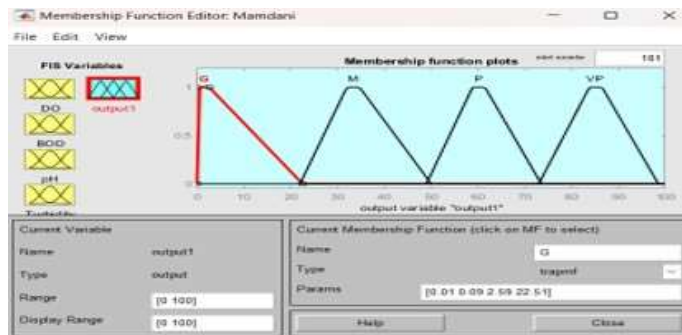 Membership Function Editor: Mamdani
File Edit View
FIS Variables
Membership function plots
plot points:
181
DO
output1
BOD
pH
Turbidity
G M P VP
1
0.5
0
0 10 20 30 40 50 60 70 80 90 100
output variable "output1"
Current Variable
Name output1
Type output
Range [0 100]
Display Range [0 100]
Current Membership Function (click on MF to select)
Name G
Type trapmf
Params [0.01 0.09 2.59 22.51]
Help Close